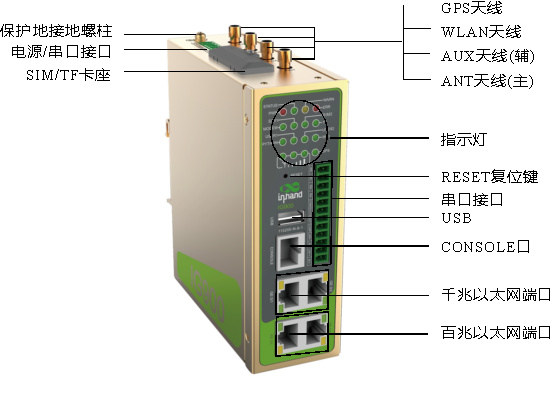 保护地接地螺柱
电源/串口接口
SIM/TF卡座
GPS天线
WLAN天线
AUX天线(辅)
ANT天线(主)
指示灯
RESET复位键
串口接口
USB
CONSOLE口
千兆以太网端口
百兆以太网端口
inhand